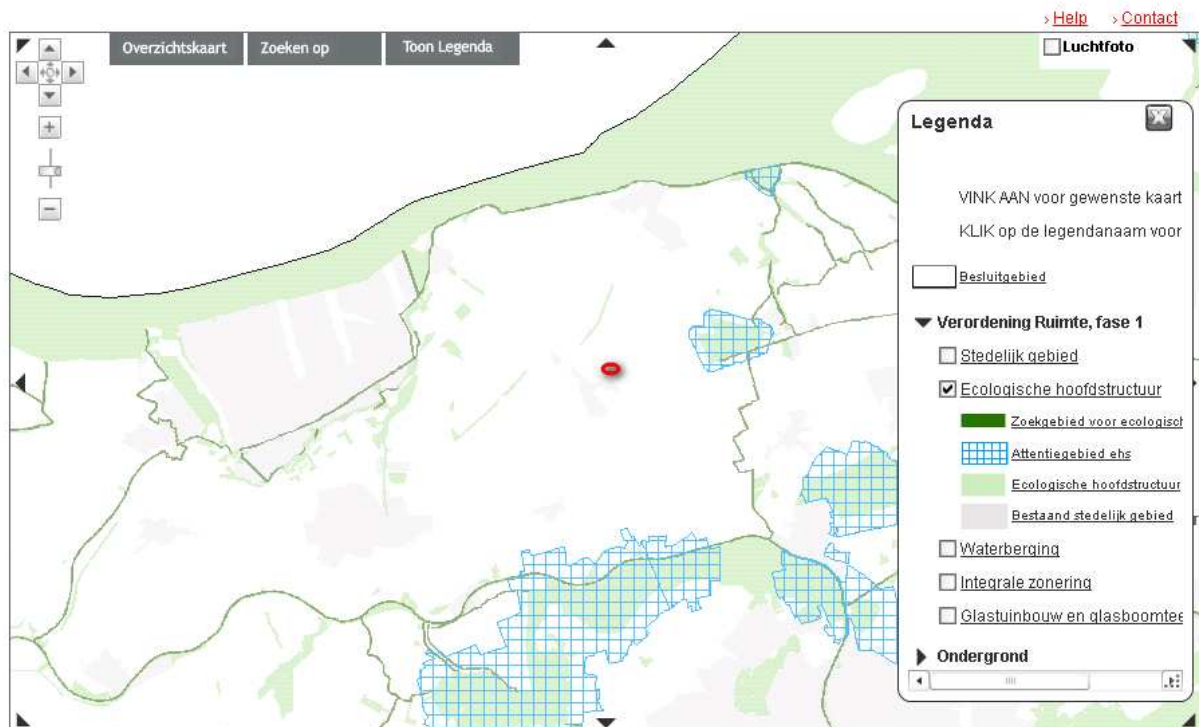 › Help › Contact
Overzichtskaart Zoeken op Toon Legenda
Luchtfoto
Legenda
VINK AAN voor gewenste kaart
KLIK op de legendanaam voor
Besluitgebied
Verordening Ruimte, fase 1
Stedelijk gebied
Ecologische hoofdstructuur
Zoekgebied voor ecologisch
Attentiegebied ehs
Ecologische hoofdstructuur
Bestaand stedelijk gebied
Waterberging
Integrale zonering
Glastuinbouw en glasboomtee
Ondergrond